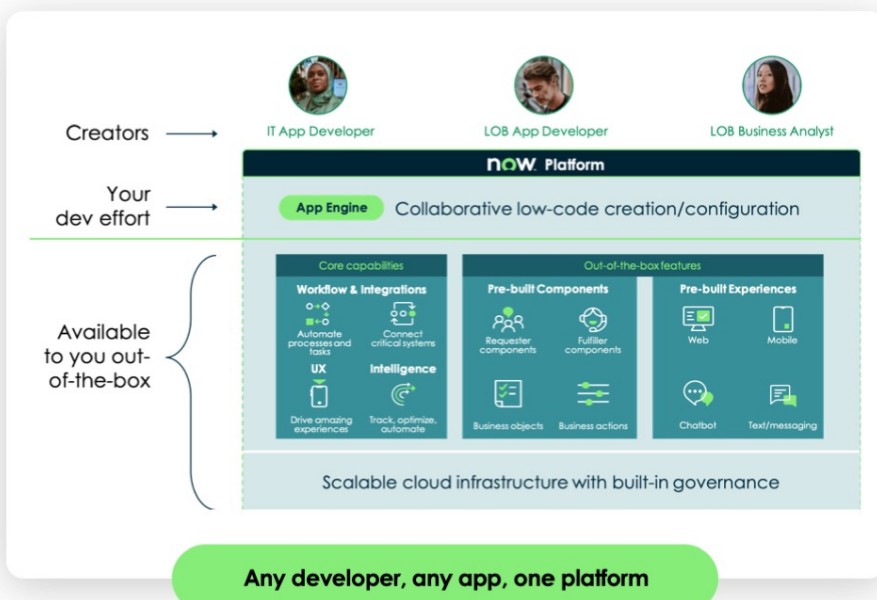 IT App Developer
LOB App Developer
LOB Business Analyst
Creators
now. Platform
Your
dev effort
App Engine
Collaborative low-code creation/configuration
Available
to you out-
of-the-box
Core capabilities
Workflow & Integrations
Automate
processes and
tasks
Connect
critical systems
UX
Drive amazing
experiences
Intelligence
Track, optimize,
automate
Out-of-the-box features
Pre-built Components
Requester
components
Fulfiller
components
Business objects
Business actions
Pre-built Experiences
Web
Mobile
Chatbot
Text/messaging
Scalable cloud infrastructure with built-in governance
Any developer, any app, one platform